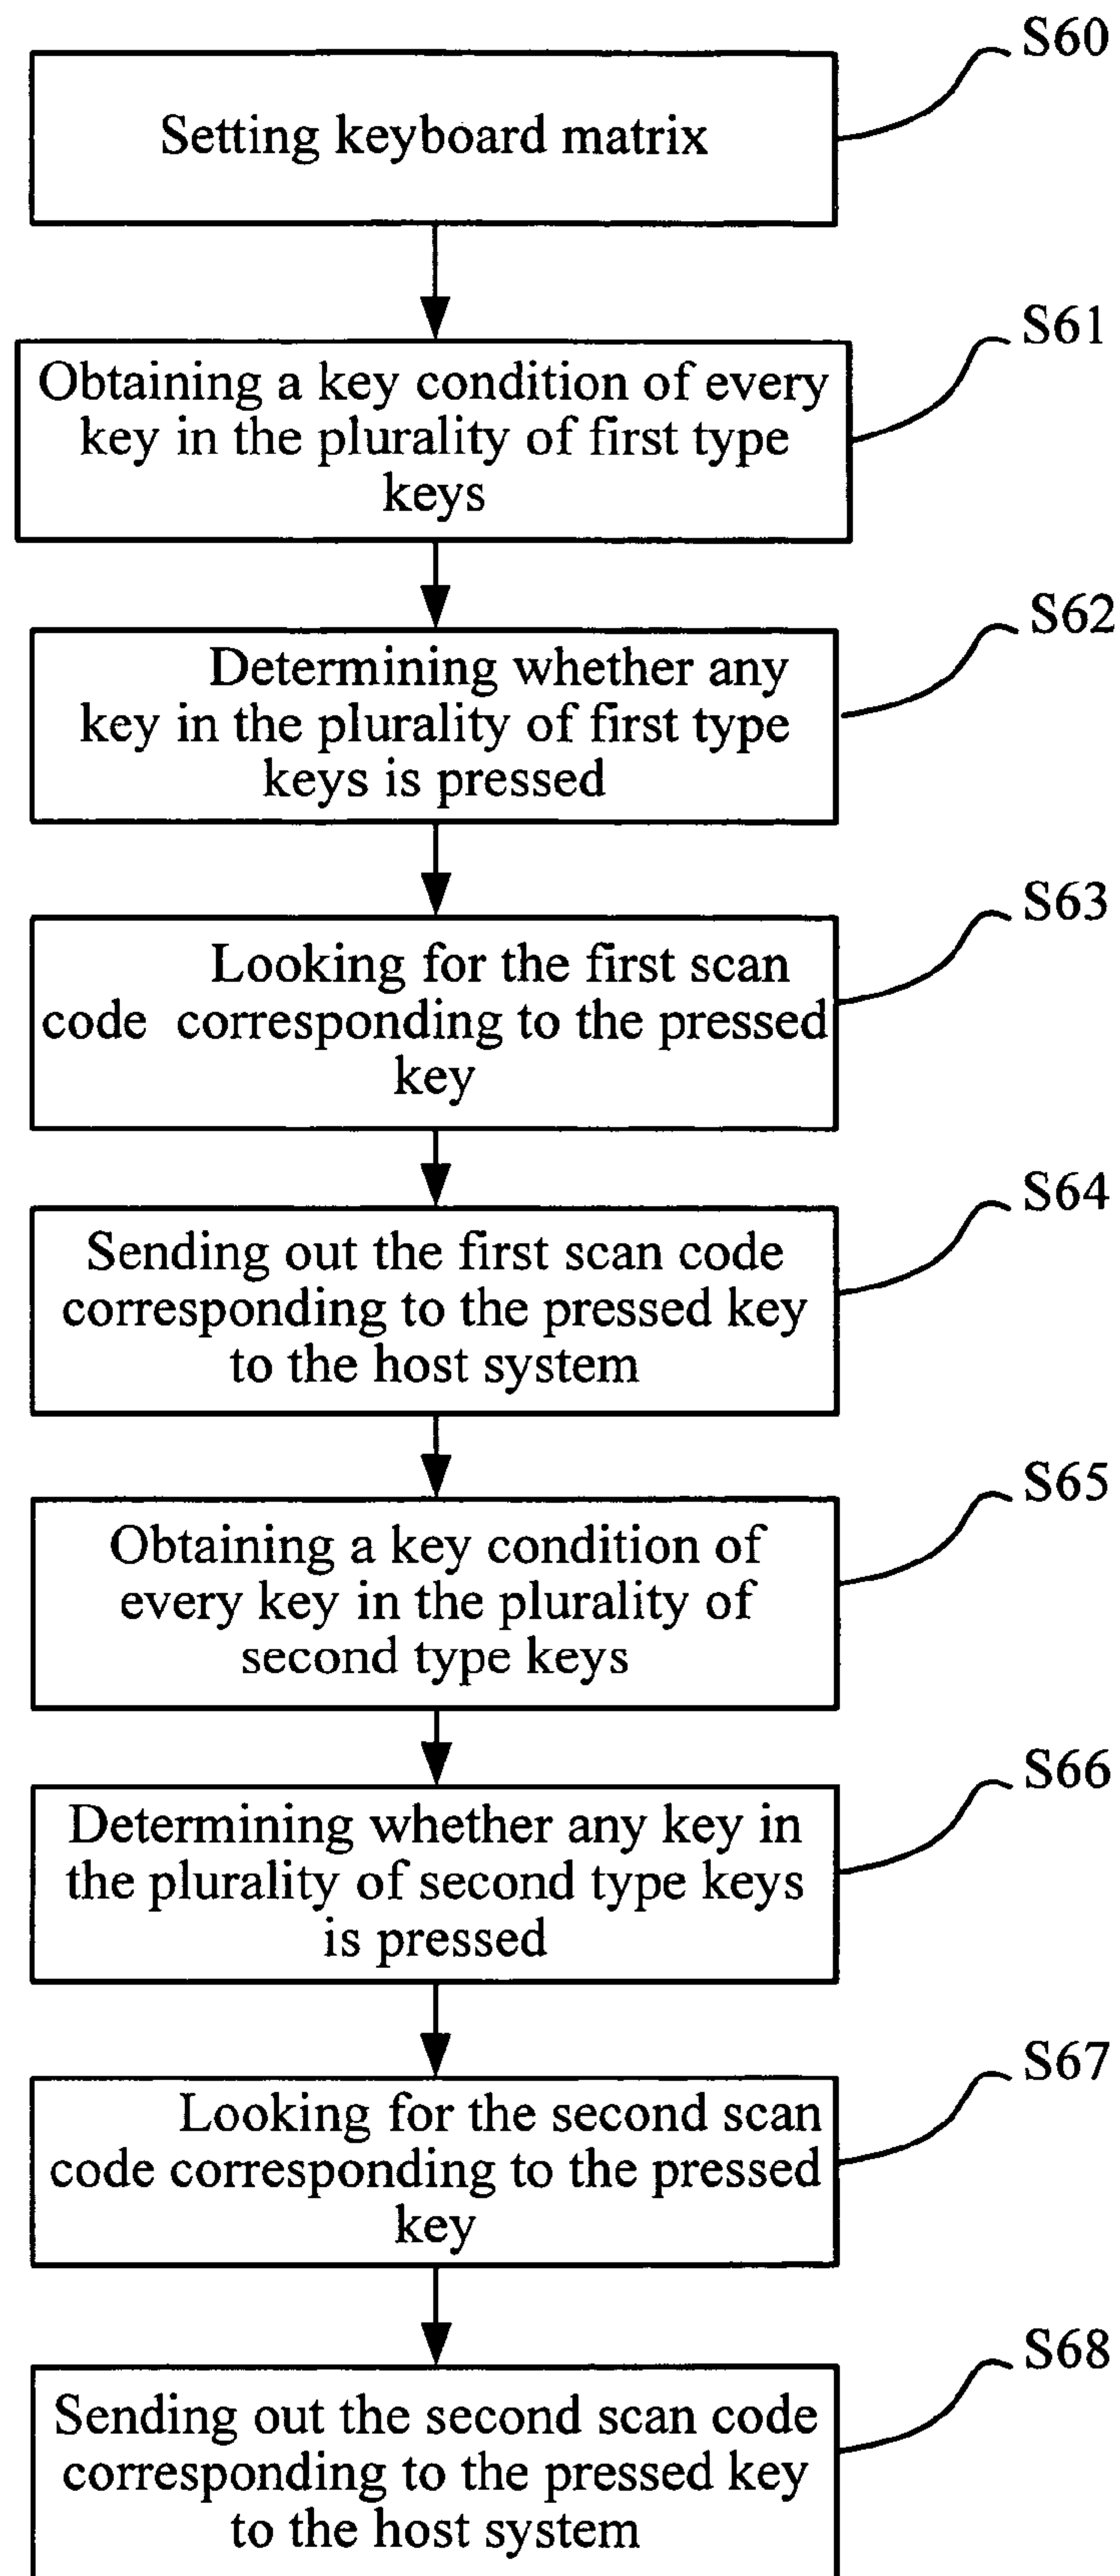 S60
Setting keyboard matrix
S61
Obtaining a key condition of every
key in the plurality of first type
keys
S62
Determining whether any
key in the plurality of first type
keys is pressed
S63
Looking for the first scan
code corresponding to the pressed
key
S64
Sending out the first scan code
corresponding to the pressed key
to the host system
S65
Obtaining a key condition of
every key in the plurality of
second type keys
S66
Determining whether any key in
the plurality of second type keys
is pressed
S67
Looking for the second scan
code corresponding to the pressed
key
S68
Sending out the second scan code
corresponding to the pressed key
to the host system